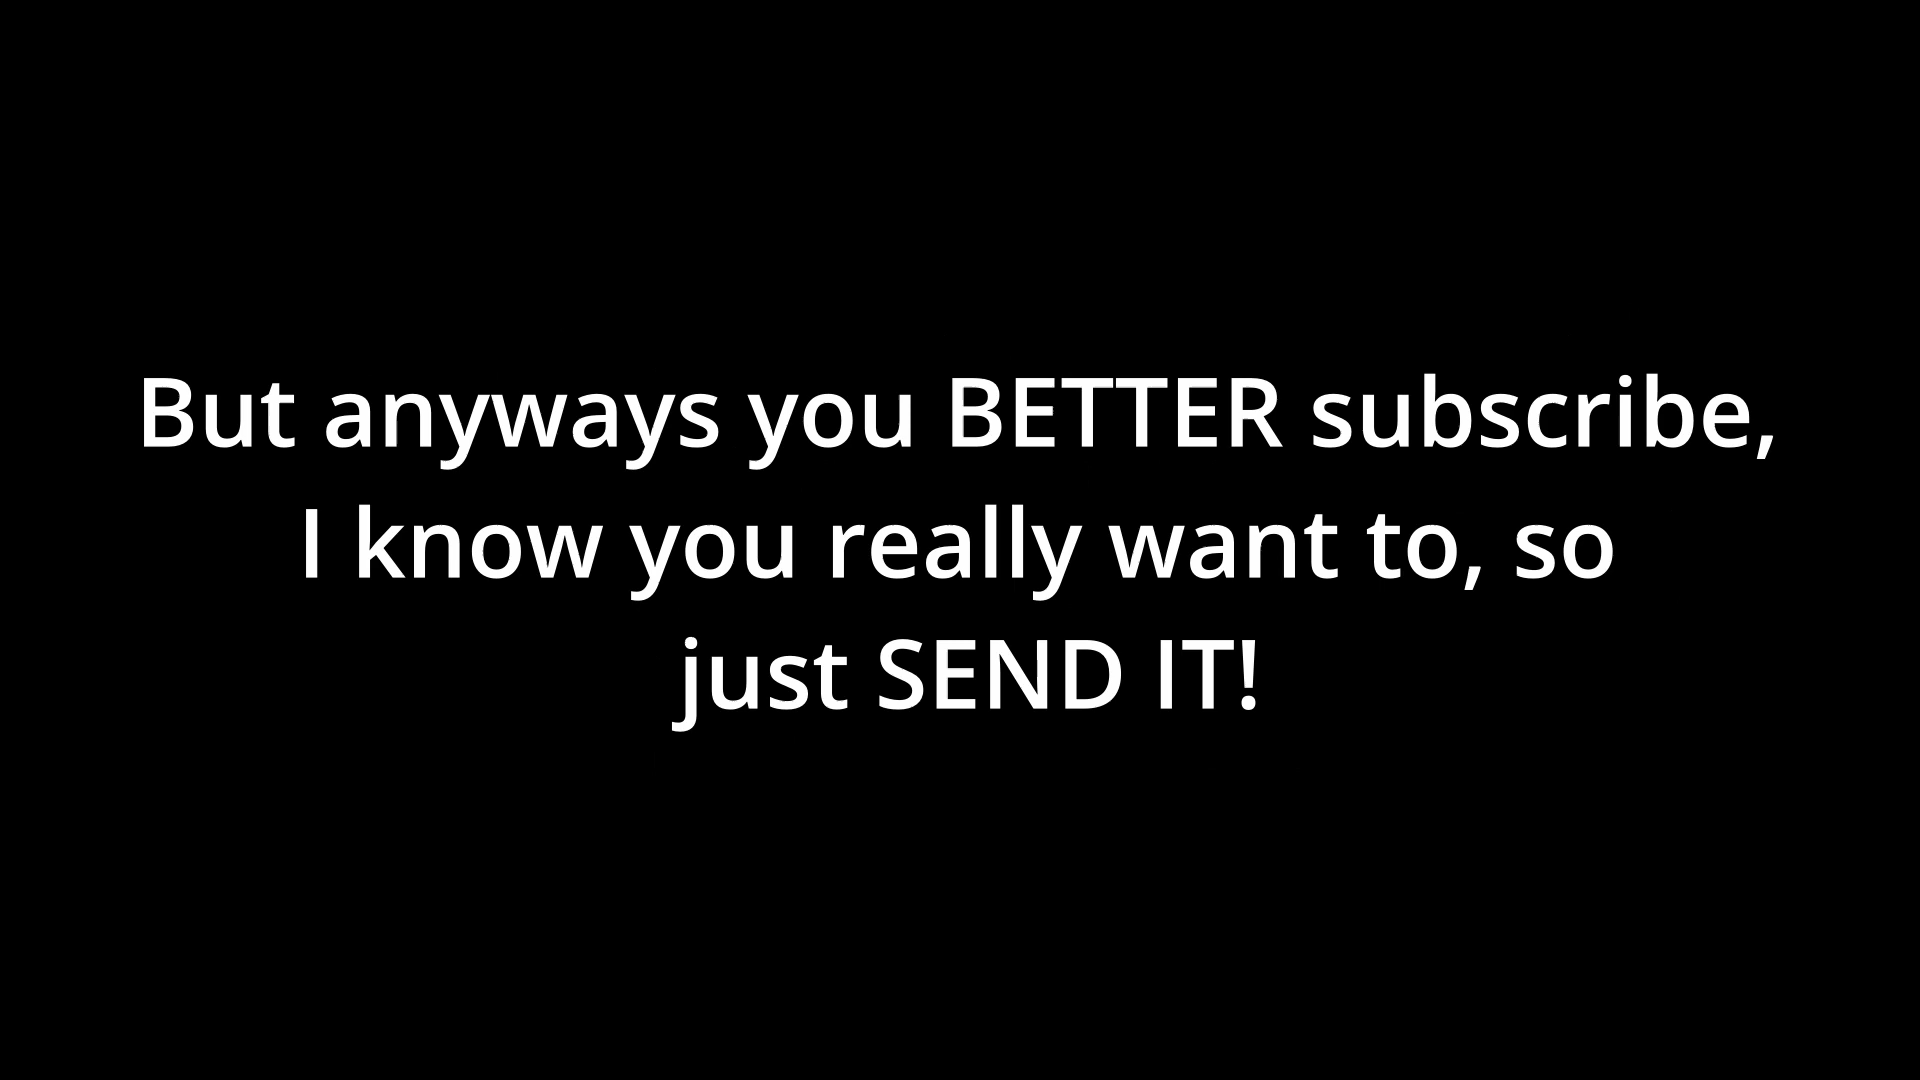 But anyways you BETTER subscribe,
I know you really want to, so
just SEND IT!